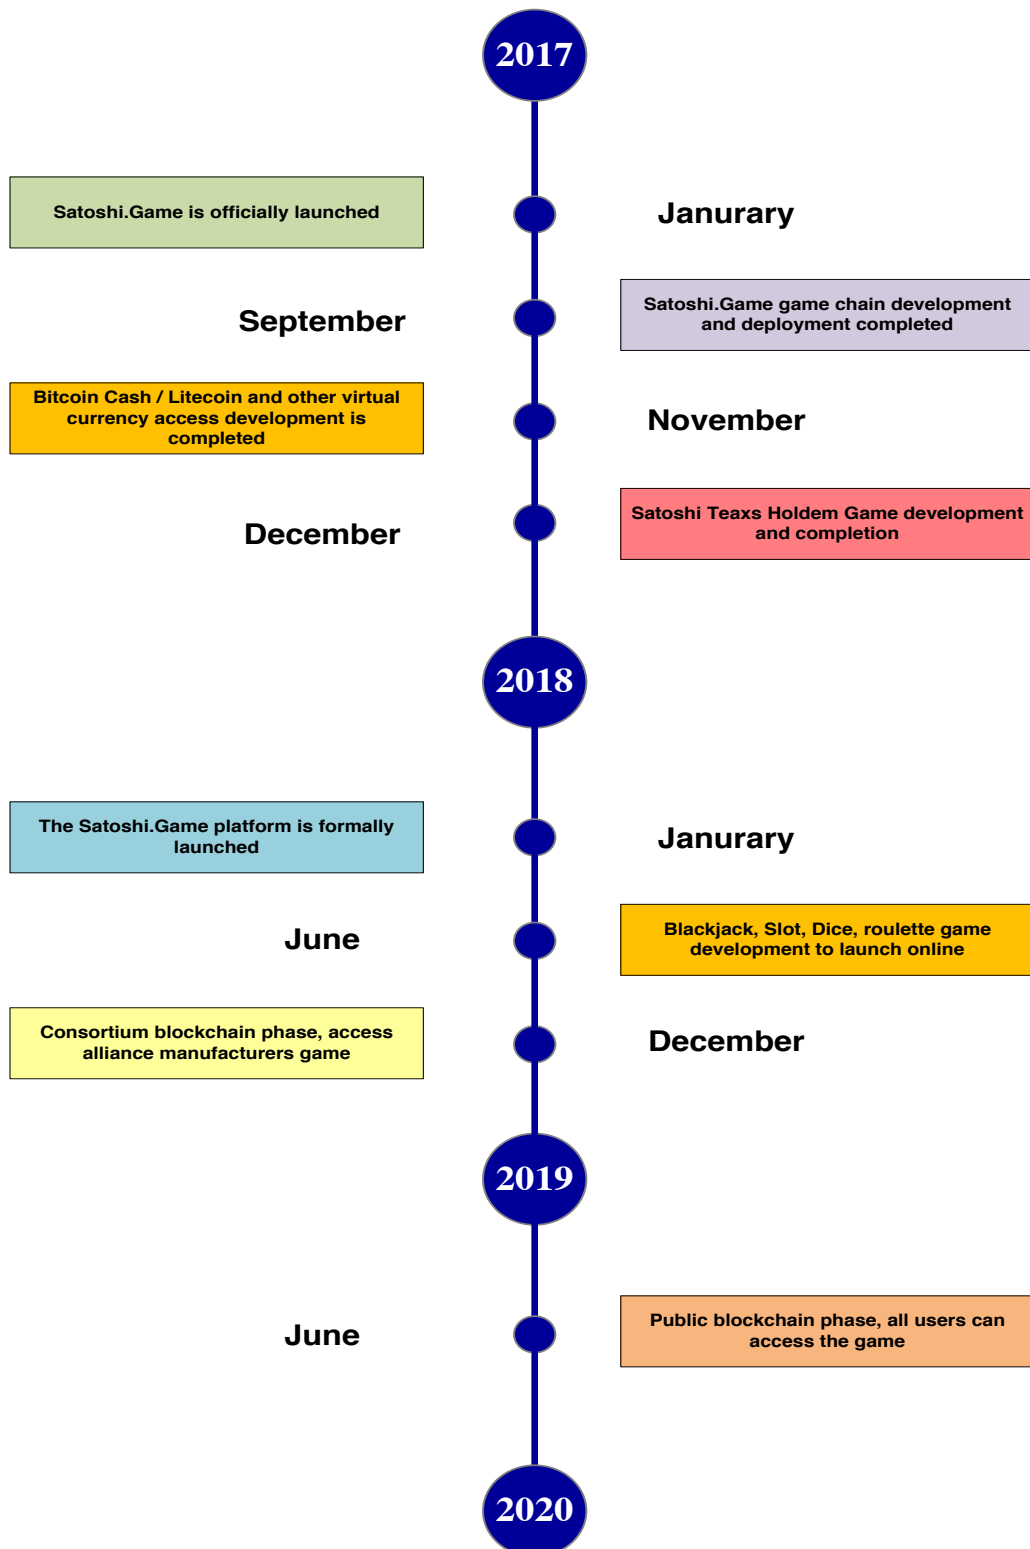 2017
Satoshi.Game is officially launched
Janurary
September
Satoshi.Game game chain development
and deployment completed
Bitcoin Cash / Litecoin and other virtual
currency access development is
completed
November
December
Satoshi Teaxs Holdem Game development
and completion
2018
The Satoshi.Game platform is formally
launched
Janurary
June
Blackjack, Slot, Dice, roulette game
development to launch online
Consortium blockchain phase, access
alliance manufacturers game
December
2019
June
Public blockchain phase, all users can
access the game
2020